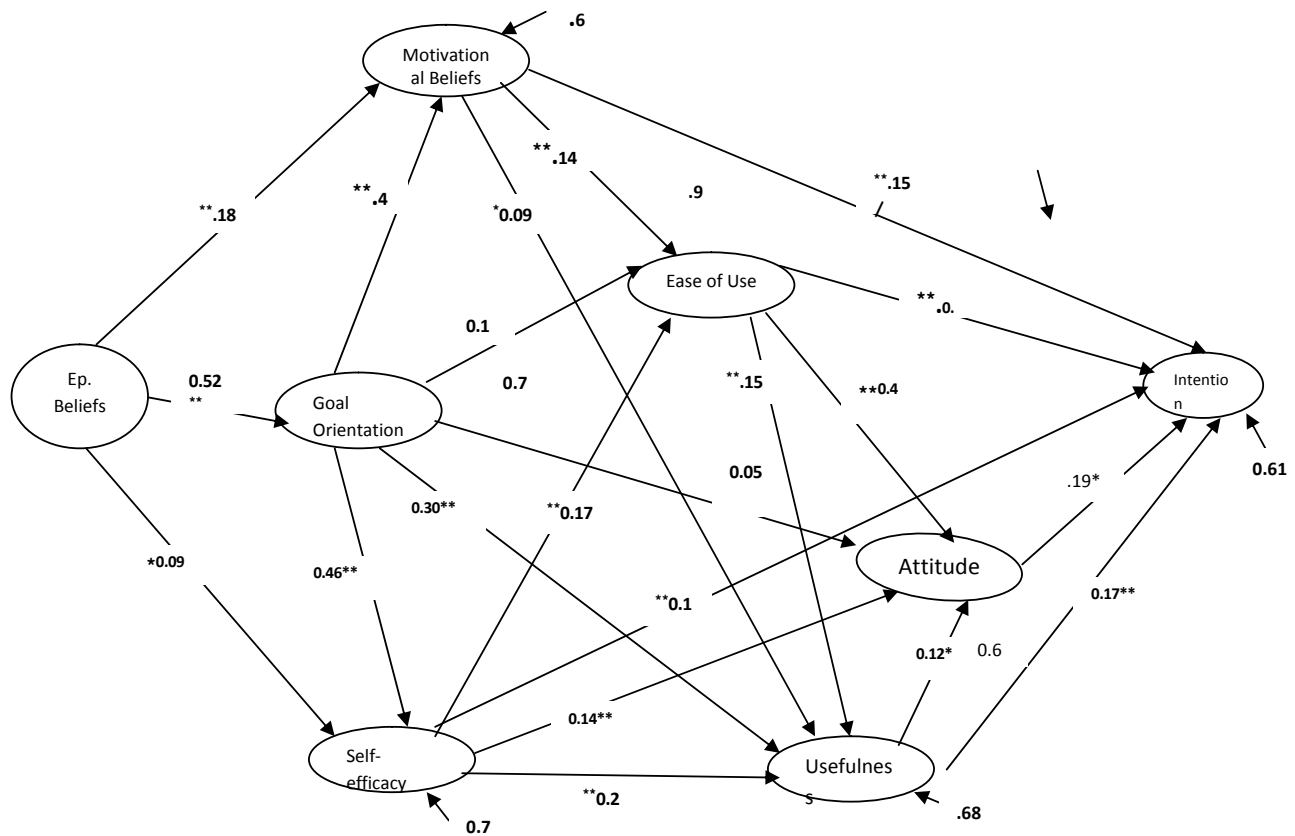 .6
Motivation
al Beliefs
**.14
.9
**.15
**.4
**.18
*0.09
Ease of Use
**.0.
0.1
0.52
**
Ep.
Beliefs
0.7
**.15
**0.4
Intentio
n
Goal
Orientation
0.05
.19*
0.61
0.30**
**0.17
*0.09
0.46**
Attitude
**0.1
0.17**
0.12*
0.6
0.14**
Self-
efficacy
Usefulnes
s
**0.2
.68
0.7